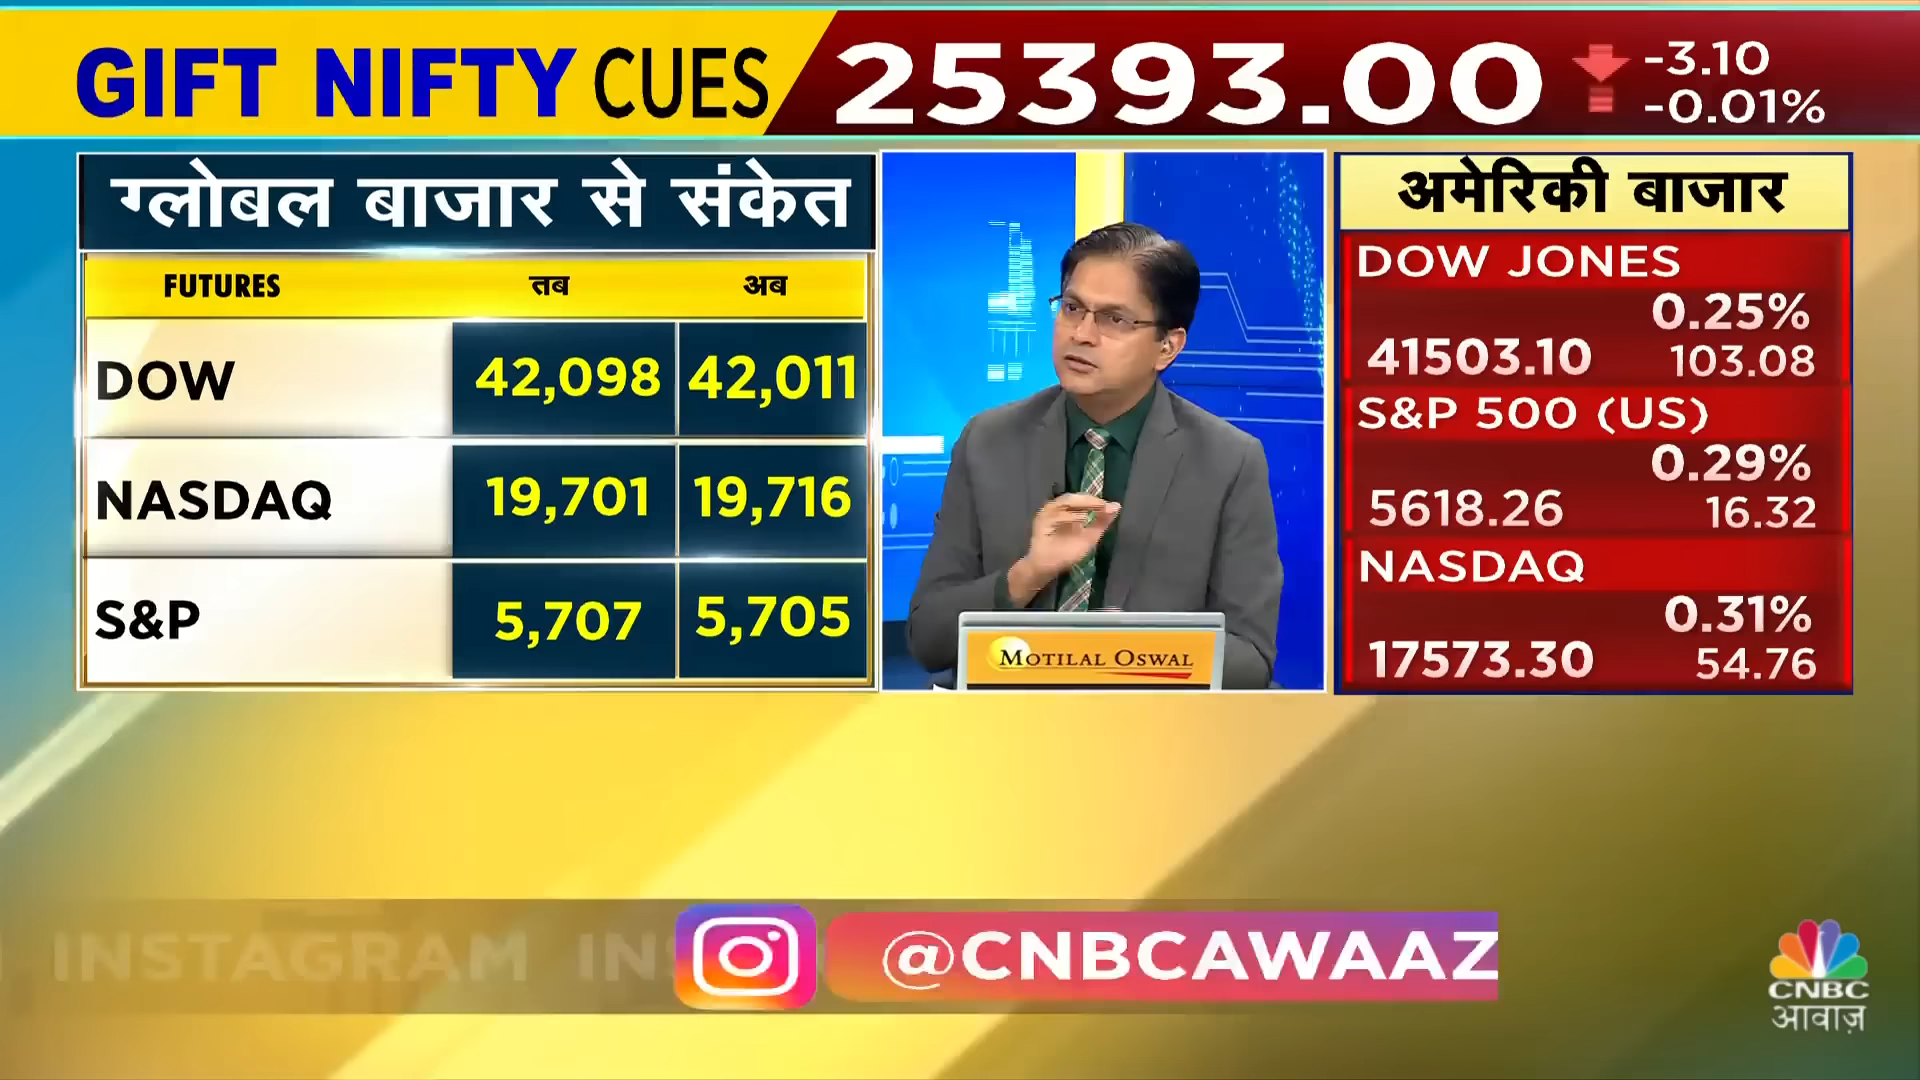 GIFT NIFTY CUES
25393.00
-3.10
-0.01%
ग्लोबल बाजार से संकेत
FUTURES तब अब
DOW 42,098 42,011
NASDAQ 19,701 19,716
S&P 5,707 5,705
MOTILAL OSWAL
अमेरिकी बाजार
DOW JONES
0.25%
41503.10 103.08
S&P 500 (US)
0.29%
5618.26 16.32
NASDAQ
0.31%
17573.30 54.76
INSTAGRAM INS
@CNBCAWAAZ
CNBC
आवाज़